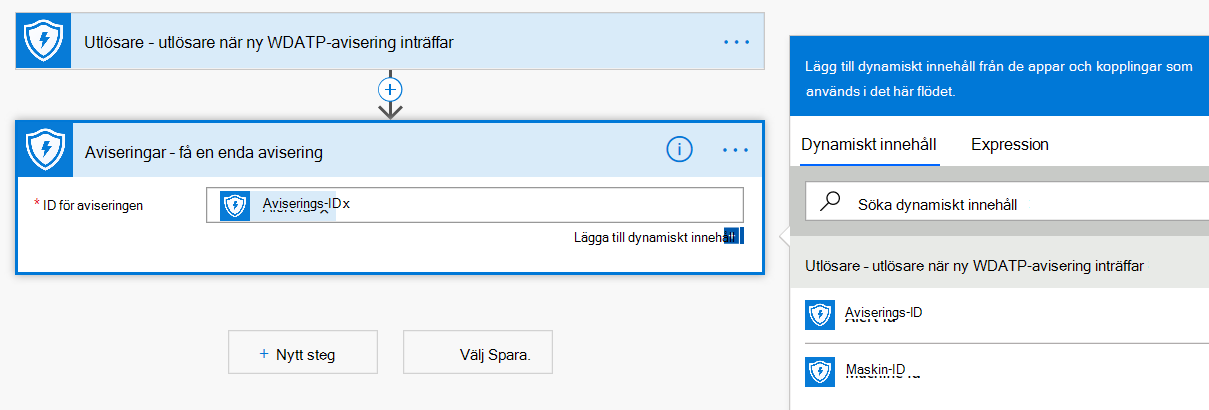 Utlösare - utlösare när ny WDATP-avisering inträffar
Aviseringar - få en enda avisering
* ID för aviseringen
Aviserings-ID x
Lägga till dynamiskt innehåll
+ Nytt steg
Välj Spara.
Lägg till dynamiskt innehåll från de appar och kopplingar som
används i det här flödet.
Dynamiskt innehåll
Expression
Söka dynamiskt innehåll
Utlösare - utlösare när ny WDATP-avisering inträffar
Aviserings-ID
Maskin-ID